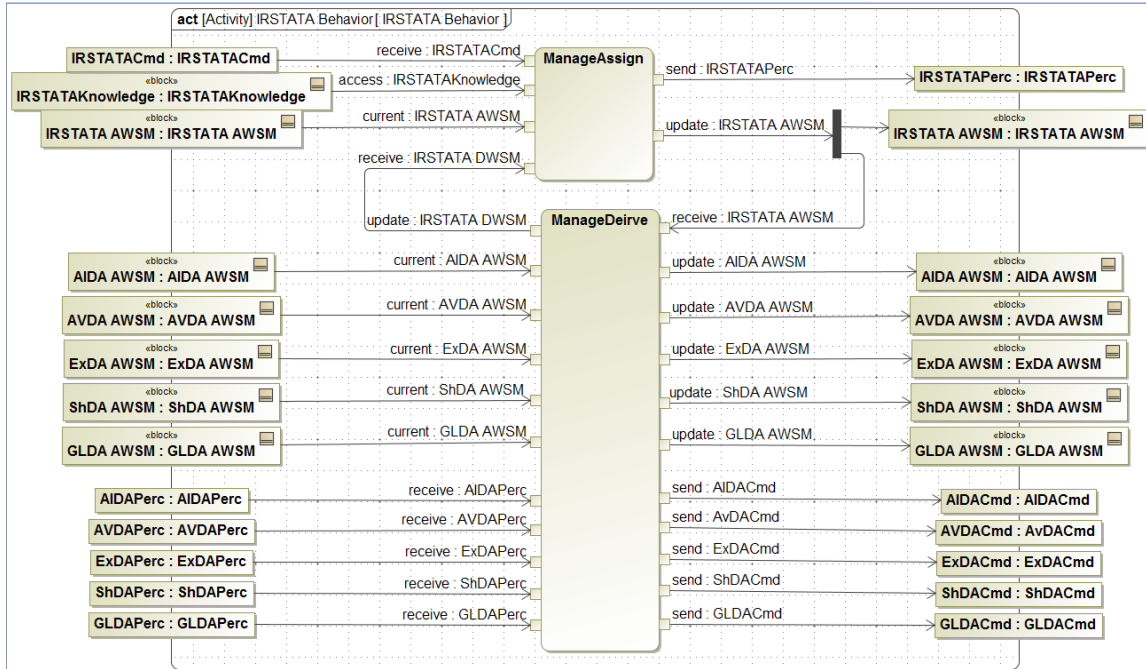 act [Activity] IRSTATA Behavior[ IRSTATA Behavior ]
IRSTATACmd : IRSTATACmd
receive : IRSTATACmd
ManageAssign
send : IRSTATAPerc
IRSTATAPerc : IRSTATAPerc
«block»
IRSTATAKnowledge : IRSTATAKnowledge
access : IRSTATAKnowledge
«block»
IRSTATA AWSM : IRSTATA AWSM
current : IRSTATA AWSM
update : IRSTATA AWSM
«block»
IRSTATA AWSM : IRSTATA AWSM
receive : IRSTATA DWSM
update : IRSTATA DWSM
ManageDeirve
receive : IRSTATA AWSM
«block»
AIDA AWSM : AIDA AWSM
current : AIDA AWSM
update : AIDA AWSM
«block»
AIDA AWSM : AIDA AWSM
«block»
AVDA AWSM : AVDA AWSM
current : AVDA AWSM
update : AVDA AWSM
«block»
AVDA AWSM : AVDA AWSM
«block»
ExDA AWSM : ExDA AWSM
current : ExDA AWSM
update : ExDA AWSM
«block»
ExDA AWSM : ExDA AWSM
«block»
ShDA AWSM : ShDA AWSM
current : ShDA AWSM
update : ShDA AWSM
«block»
ShDA AWSM : ShDA AWSM
«block»
GLDA AWSM : GLDA AWSM
current : GLDA AWSM
update : GLDA AWSM
«block»
GLDA AWSM : GLDA AWSM
AIDAPerc : AIDAPerc
receive : AIDAPerc
send : AIDACmd
AIDACmd : AIDACmd
AVDAPerc : AVDAPerc
receive : AVDAPerc
send : AvDACmd
AVDACmd : AvDACmd
ExDAPerc : ExDAPerc
receive : ExDAPerc
send : ExDACmd
ExDACmd : ExDACmd
ShDAPerc : ShDAPerc
receive : ShDAPerc
send : ShDACmd
ShDACmd : ShDACmd
GLDAPerc : GLDAPerc
receive : GLDAPerc
send : GLDACmd
GLDACmd : GLDACmd